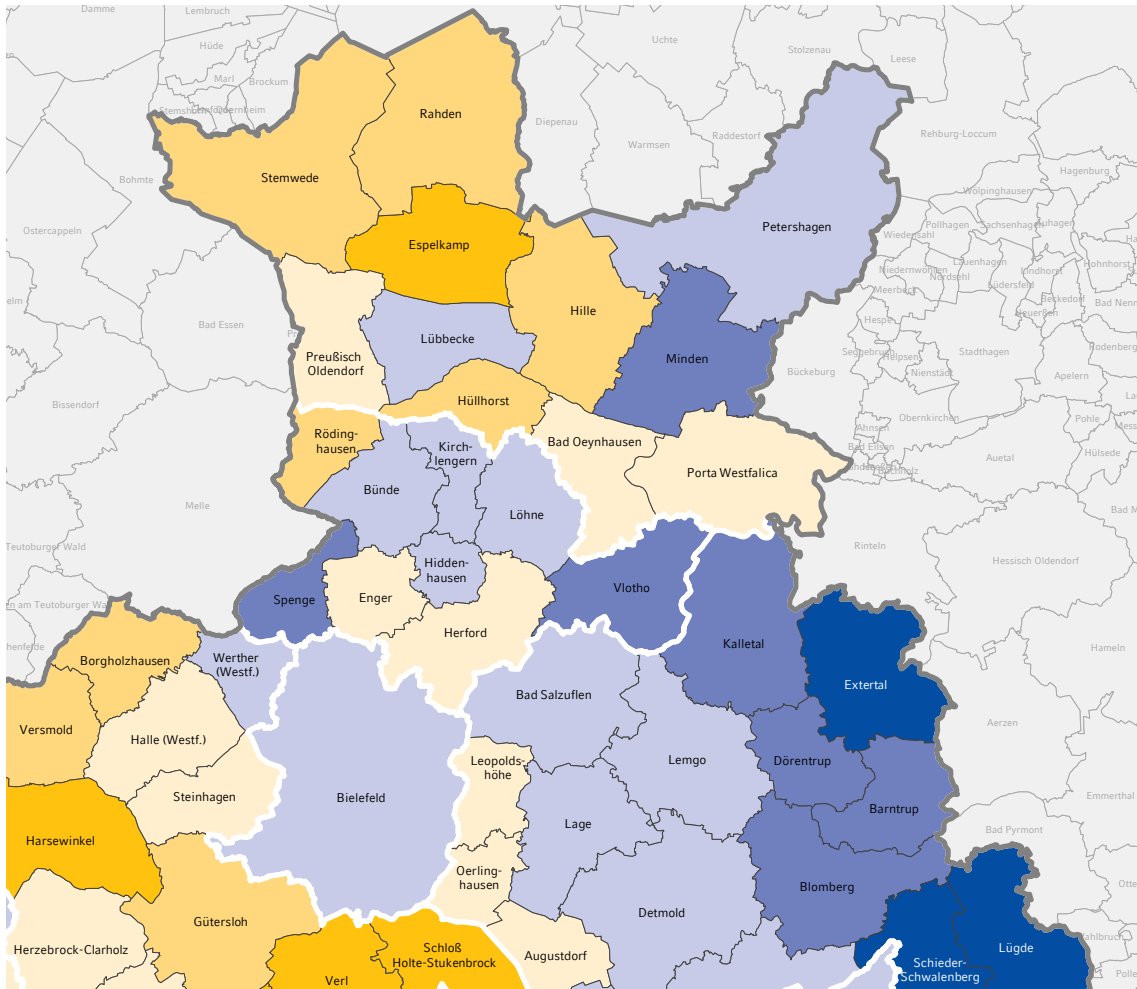 Damme
Lembruch
Uchte
Stolzenau
Leese
Hüde
Marl
Brockum
Rahden
Diepenau
Raddestorf
Rehburg-Loccum
Warmsen
Bohmte
Stemwede
Hagenburg
Wölpinghausen
Ostercappeln
Espelkamp
Petershagen
Pollhagen
Sachsenhagen
Wiedensahl
Lauenhagen
Lindhorst
Niedernwöhren
Nordsehl
Lüdersfeld
Meerbeck
Beckedorf
Bad Essen
Hille
Hespe
Lübbecke
Preußisch
Oldendorf
Minden
Seggebruch
Helpsen
Stadthagen
Nienstädt
Bückeburg
Apelern
Bissendorf
Hüllhorst
Röding-
hausen
Obernkirchen
Pohle
Ahnsen
Bad Eilsen
Bad Oeynhausen
Kirch-
lengern
Auetal
Hülsede
Buchholz
Porta Westfalica
Bünde
Melle
Löhne
Rinteln
Hessisch Oldendorf
Hidden-
hausen
Vlotho
Spenge
Enger
Herford
Kalletal
Hameln
Borgholzhausen
Werther
(Westf.)
Extertal
Bad Salzuflen
Versmold
Halle (Westf.)
Aerzen
Leopolds-
höhe
Lemgo
Dörentrup
Steinhagen
Bielefeld
Emmerthal
Barntrup
Lage
Harsewinkel
Bad Pyrmont
Oerling-
hausen
Blomberg
Detmold
Gütersloh
Herzebrock-Clarholz
Schloß
Holte-Stukenbrock
Augustdorf
Lügde
Schieder-
Schwalenberg
Verl